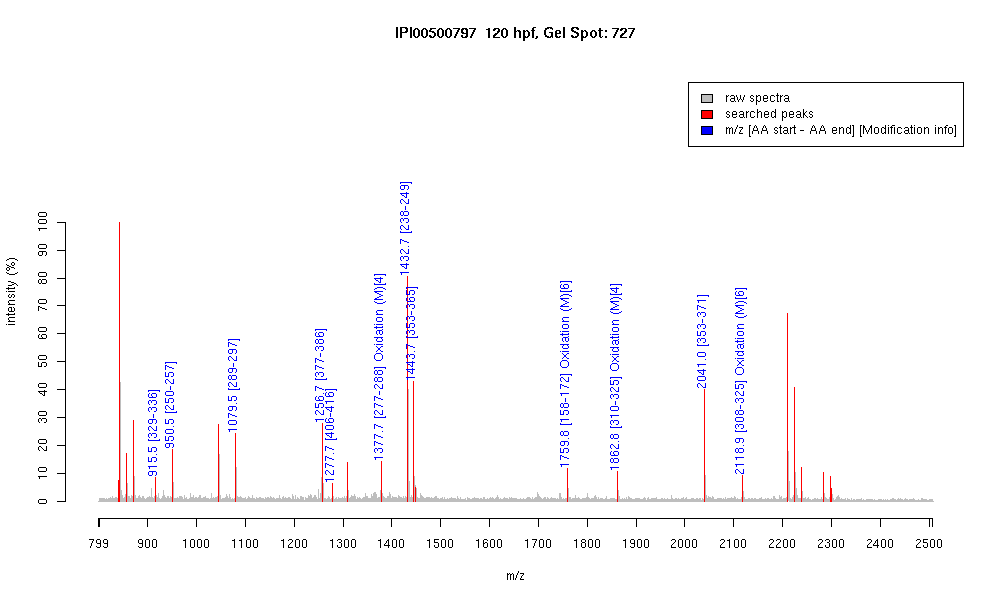 IPI00500797 120 hpf, Gel Spot: 727
raw spectra
searched peaks
m/z [AA start - AA end] [Modification info]
intensity (%)
100
90
80
70
60
50
40
30
20
10
0
915.5 [329-336]
950.5 [250-257]
1079.5 [289-297]
1256.7 [377-386]
1277.7 [406-416]
1377.7 [277-288] Oxidation (M)[4]
1432.7 [238-249]
1443.7 [353-365]
1759.8 [158-172] Oxidation (M)[6]
1862.8 [310-325] Oxidation (M)[4]
2041.0 [353-371]
2118.9 [308-325] Oxidation (M)[6]
799 900 1000 1100 1200 1300 1400 1500 1600 1700 1800 1900 2000 2100 2200 2300 2400 2500
m/z